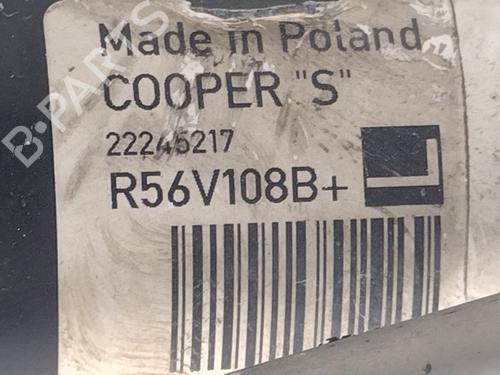 Made in Poland
COOPER "S"
22245217
R56V108B+
L
B-PARTS